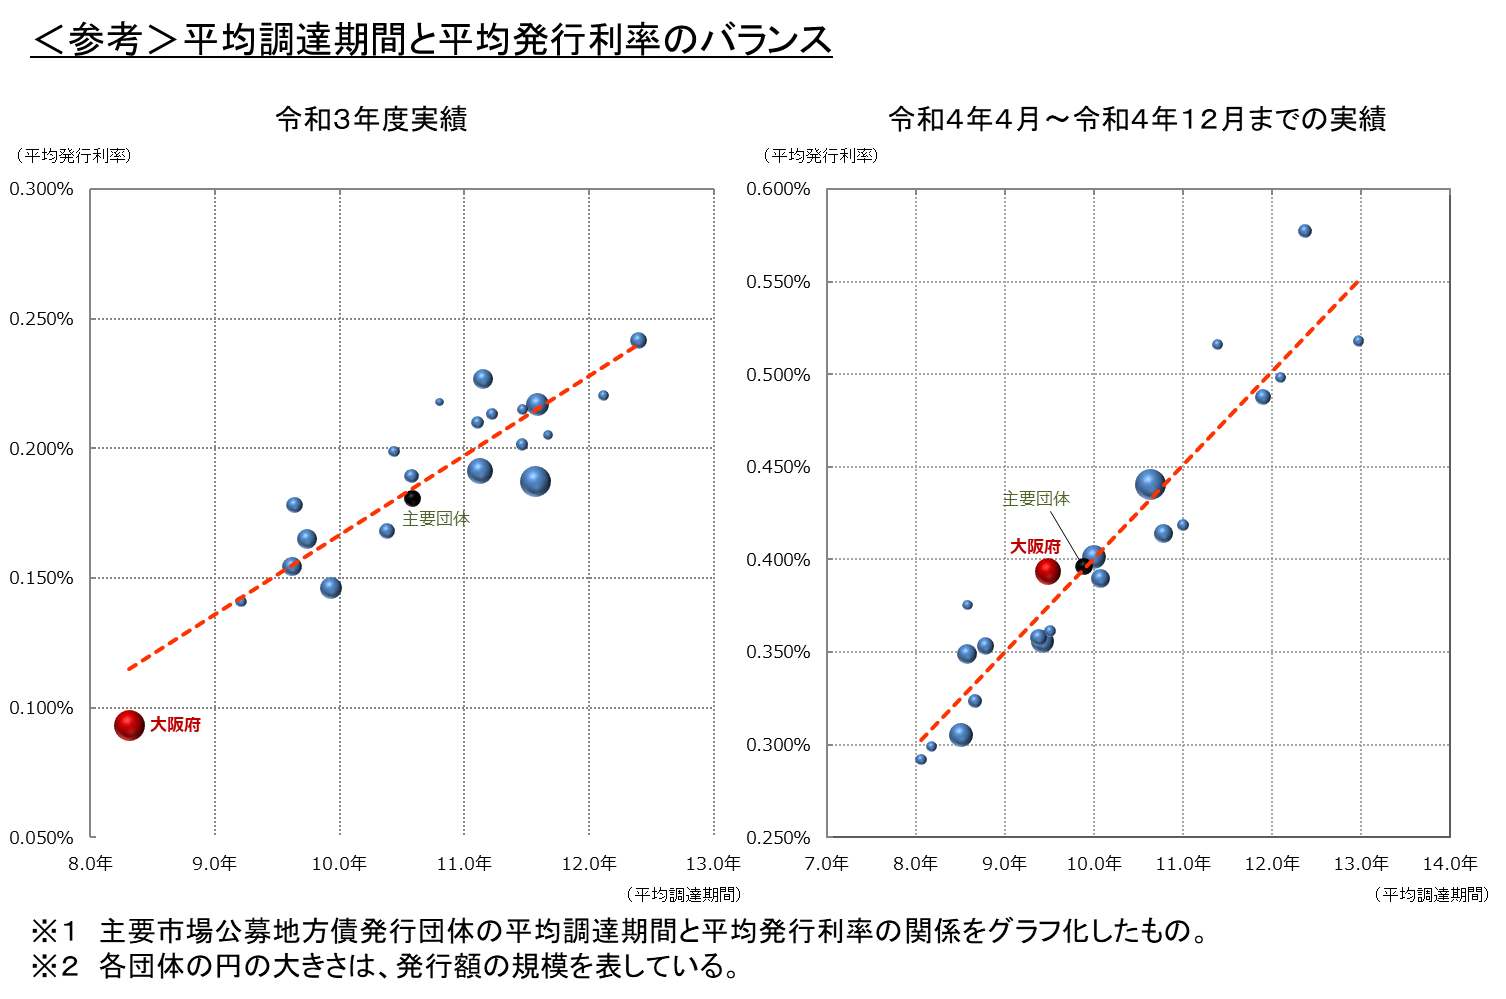 ＜参考＞平均調達期間と平均発行利率のバランス
令和３年度実績
（平均発行利率）
0.300%
0.250%
0.200%
0.150%
0.100%
0.050%
主要団体
大阪府
8.0年 9.0年 10.0年 11.0年 12.0年 13.0年
（平均調達期間）
令和４年４月～令和４年１２月までの実績
（平均発行利率）
0.600%
0.550%
0.500%
0.450%
0.400%
0.350%
0.300%
0.250%
主要団体
大阪府
7.0年 8.0年 9.0年 10.0年 11.0年 12.0年 13.0年 14.0年
（平均調達期間）
※１　主要市場公募地方債発行団体の平均調達期間と平均発行利率の関係をグラフ化したもの。
※２　各団体の円の大きさは、発行額の規模を表している。